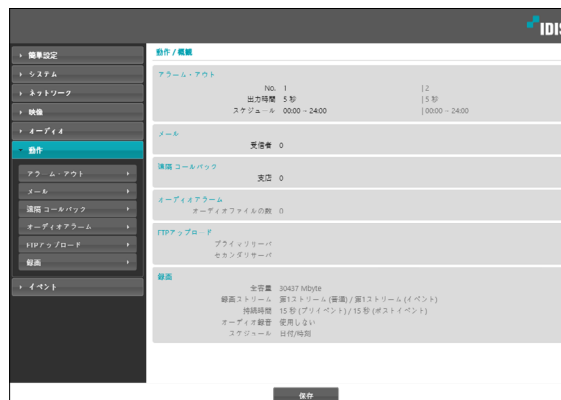 IDIS
簡単設定
システム
ネットワーク
映像
オーディオ
動作
アラーム・アウト
メール
遠隔 コールバック
オーディオアラーム
FTPアップロード
録画
イベント
動作 / 概観
アラーム・アウト
No. 1 | 2
出力時間 5 秒 | 5 秒
スケジュール 00:00 ~ 24:00 | 00:00 ~ 24:00
メール
受信者 0
遠隔 コールバック
支店 0
オーディオアラーム
オーディオファイルの数 0
FTPアップロード
プライマリサーバ
セカンダリサーバ
録画
全容量 30437 Mbyte
録画ストリーム 第1ストリーム (普通) / 第1ストリーム (イベント)
持続時間 15 秒 (プリイベント) / 15 秒 (ポストイベント)
オーディオ録音 使用しない
スケジュール 日付/時刻
保存